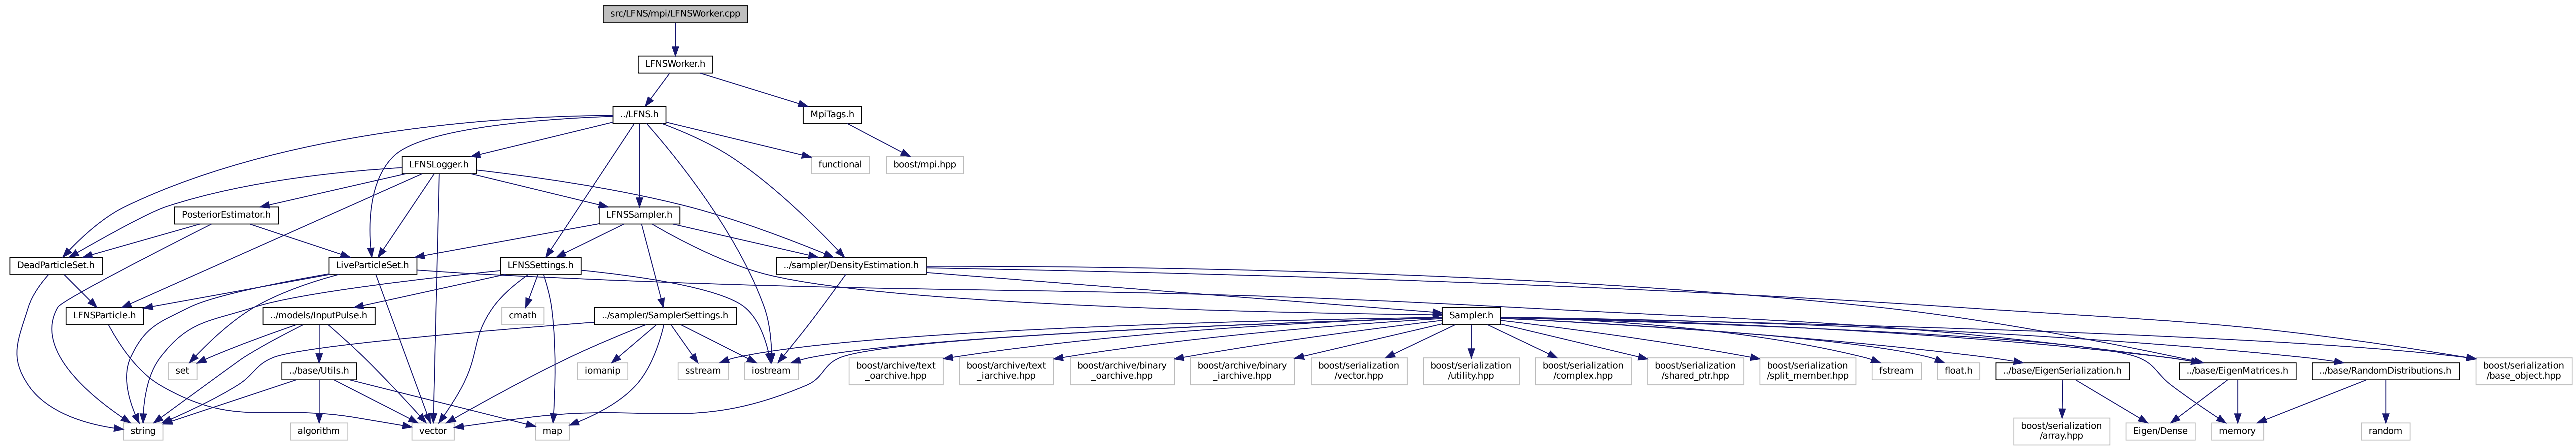 src/LFNS/mpi/LFNSWorker.cpp
LFNSWorker.h
../LFNS.h
MpiTags.h
LFNSLogger.h
functional
boost/mpi.hpp
PosteriorEstimator.h
LFNSSampler.h
DeadParticleSet.h
LiveParticleSet.h
LFNSSettings.h
../sampler/DensityEstimation.h
LFNSParticle.h
../models/InputPulse.h
cmath
../sampler/SamplerSettings.h
Sampler.h
set
../base/Utils.h
iomanip
sstream
iostream
boost/archive/text
_oarchive.hpp
boost/archive/text
_iarchive.hpp
boost/archive/binary
_oarchive.hpp
boost/archive/binary
_iarchive.hpp
boost/serialization
/vector.hpp
boost/serialization
/utility.hpp
boost/serialization
/complex.hpp
boost/serialization
/shared_ptr.hpp
boost/serialization
/split_member.hpp
fstream
float.h
../base/EigenSerialization.h
../base/EigenMatrices.h
../base/RandomDistributions.h
boost/serialization
/base_object.hpp
string
algorithm
vector
map
boost/serialization
/array.hpp
Eigen/Dense
memory
random